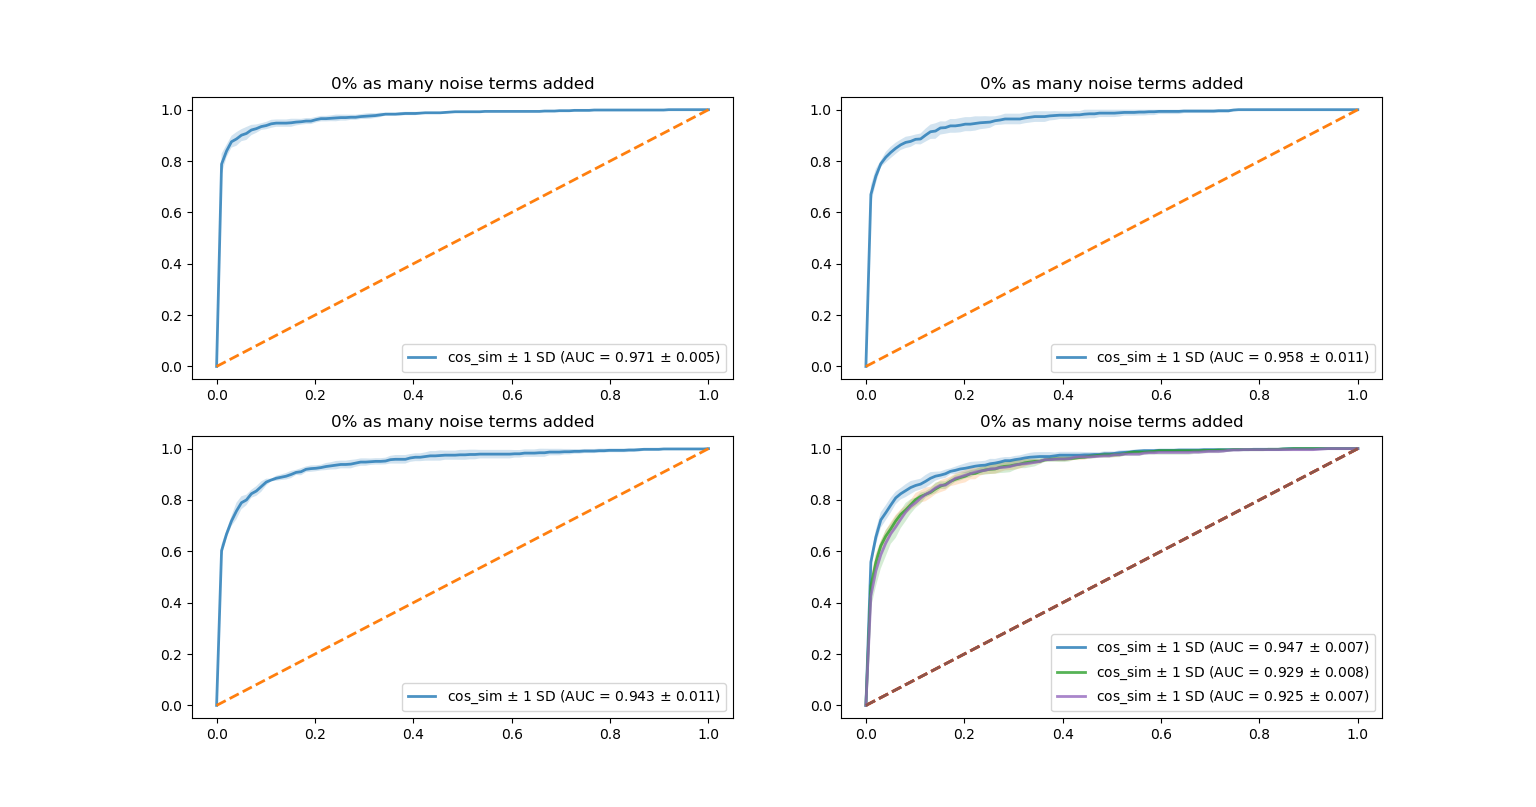 0% as many noise terms added
1.0
0.8
0.6
0.4
0.2
0.0
cos_sim ± 1 SD (AUC = 0.971 ± 0.005)
0.0 0.2 0.4 0.6 0.8 1.0
0% as many noise terms added
1.0
0.8
0.6
0.4
0.2
0.0
cos_sim ± 1 SD (AUC = 0.958 ± 0.011)
0.0 0.2 0.4 0.6 0.8 1.0
0% as many noise terms added
1.0
0.8
0.6
0.4
0.2
0.0
cos_sim ± 1 SD (AUC = 0.943 ± 0.011)
0.0 0.2 0.4 0.6 0.8 1.0
0% as many noise terms added
1.0
0.8
0.6
0.4
0.2
0.0
cos_sim ± 1 SD (AUC = 0.947 ± 0.007)
cos_sim ± 1 SD (AUC = 0.929 ± 0.008)
cos_sim ± 1 SD (AUC = 0.925 ± 0.007)
0.0 0.2 0.4 0.6 0.8 1.0